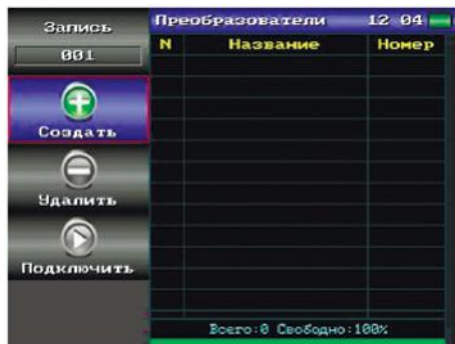 Запись
001
Создать
Удалить
Подключить
Преобразователи 12 04
N Название Номер
Всего:0 Свободно:100%